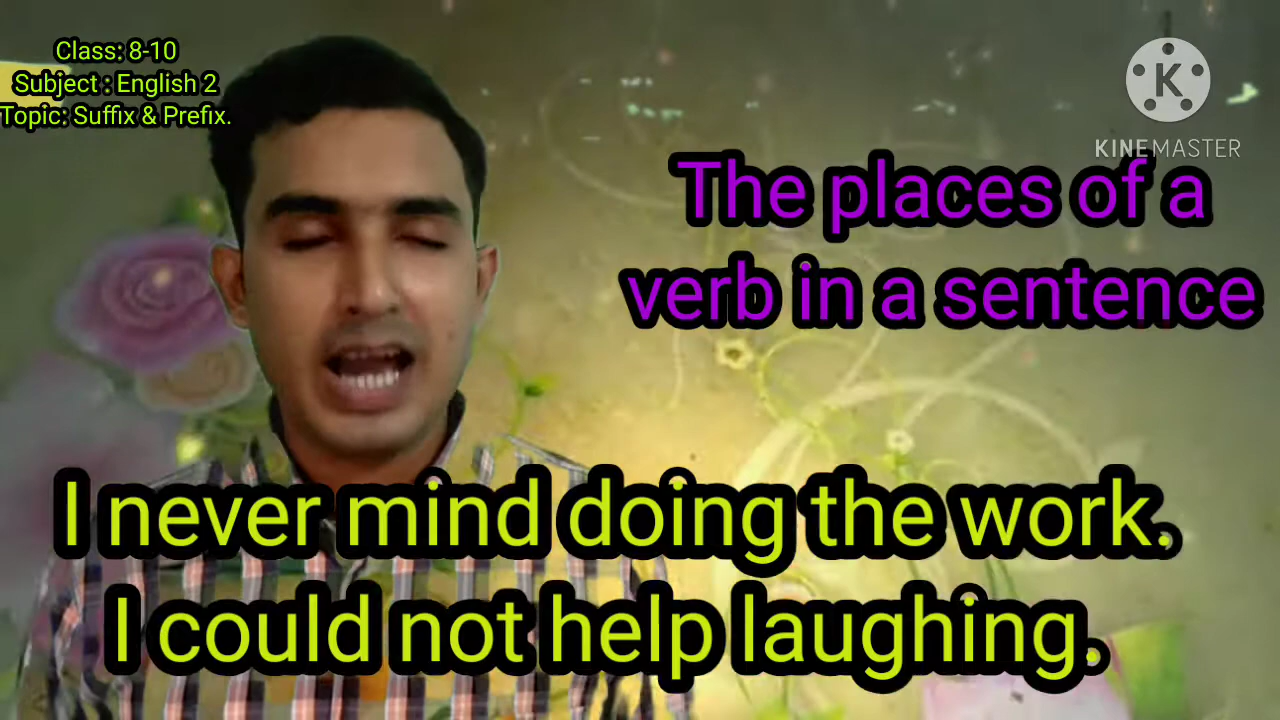 Class: 8-10
Subject : English 2
Topic: Suffix & Prefix.
KINEMASTER
The places of a
verb in a sentence
I never mind doing the work.
I could not help laughing.